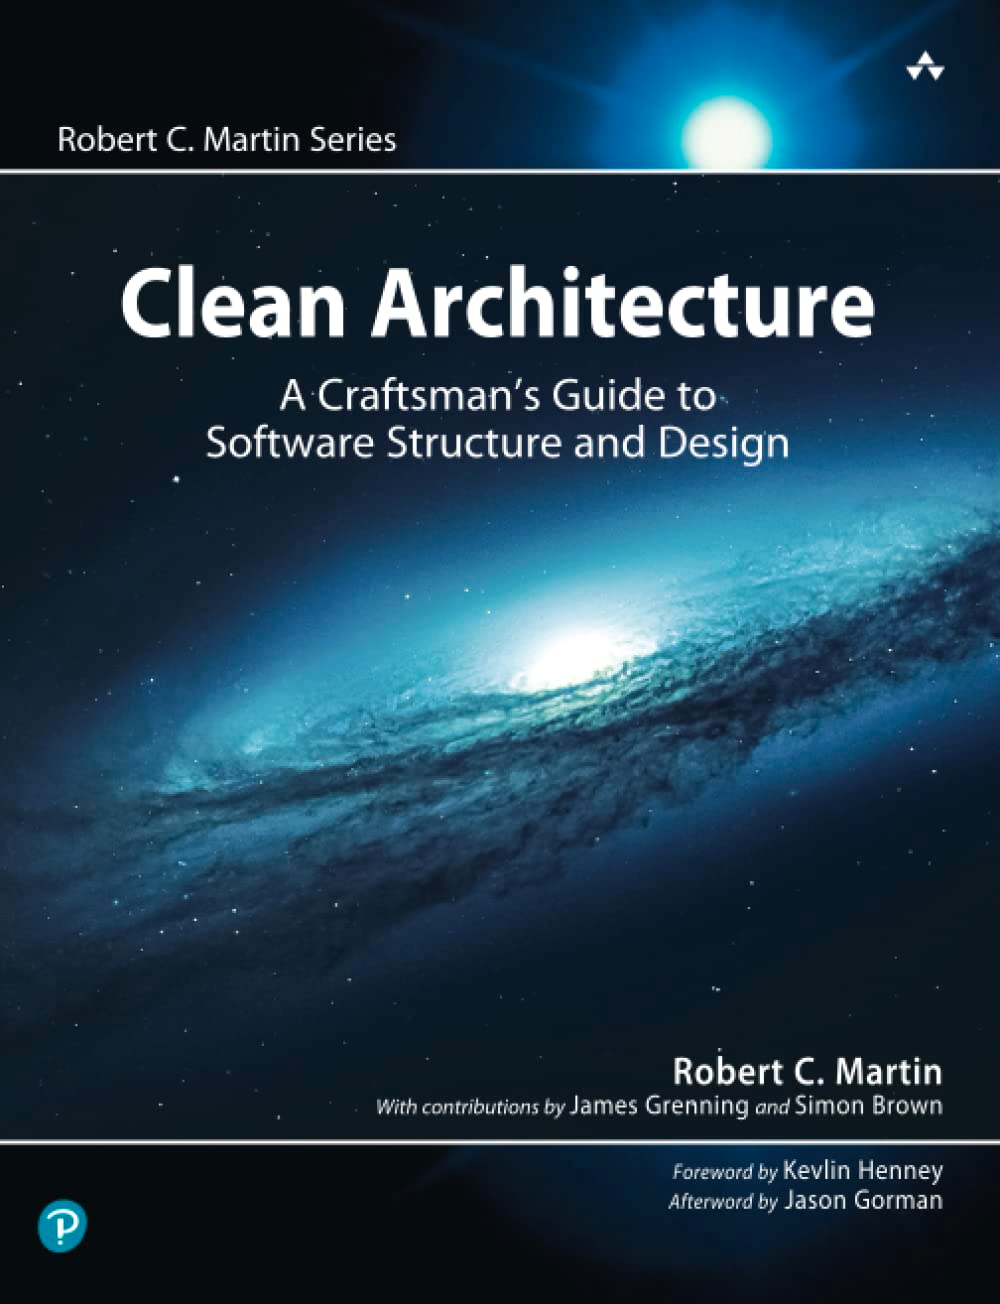 Robert C. Martin Series
Clean Architecture
A Craftsman's Guide to
Software Structure and Design
Robert C. Martin
With contributions by James Grenning and Simon Brown
Foreword by Kevlin Henney
Afterword by Jason Gorman
P